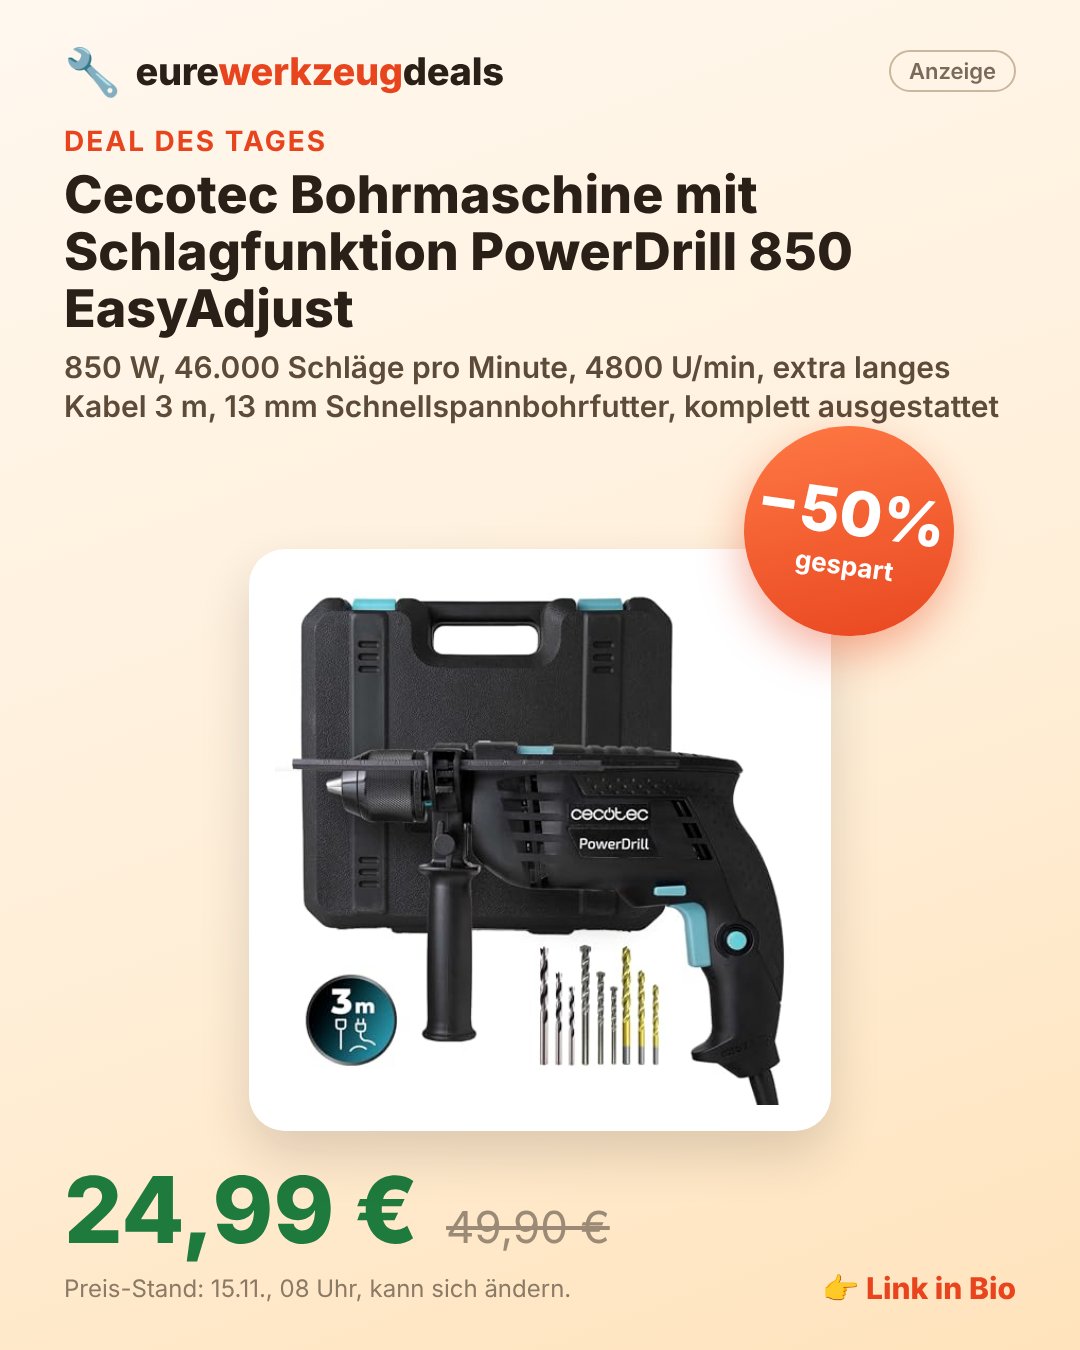 eurewerkzeugdeals
Anzeige
DEAL DES TAGES
Cecotec Bohrmaschine mit
Schlagfunktion PowerDrill 850
EasyAdjust
850 W, 46.000 Schläge pro Minute, 4800 U/min, extra langes
Kabel 3 m, 13 mm Schnellspannbohrfutter, komplett ausgestattet
−50%
gespart
cecotec
PowerDrill
3m
24,99 € 49,90 €
Preis-Stand: 15.11., 08 Uhr, kann sich ändern.
👉 Link in Bio